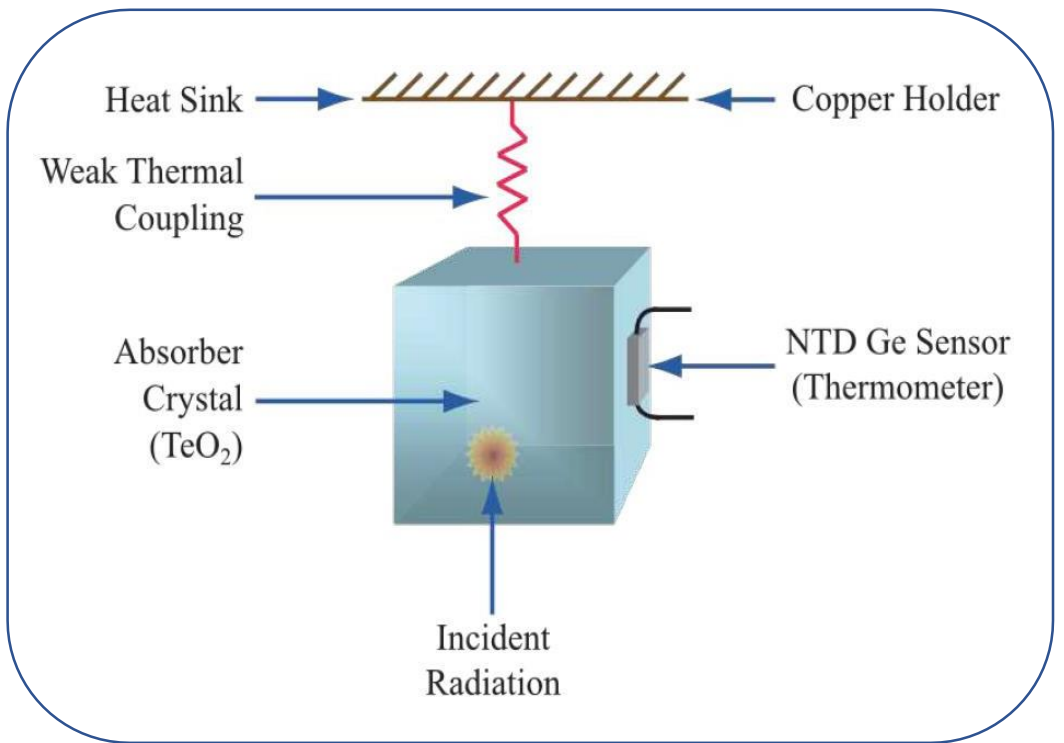 Heat Sink
Copper Holder
Weak Thermal
Coupling
Absorber
Crystal
(TeO₂)
NTD Ge Sensor
(Thermometer)
Incident
Radiation